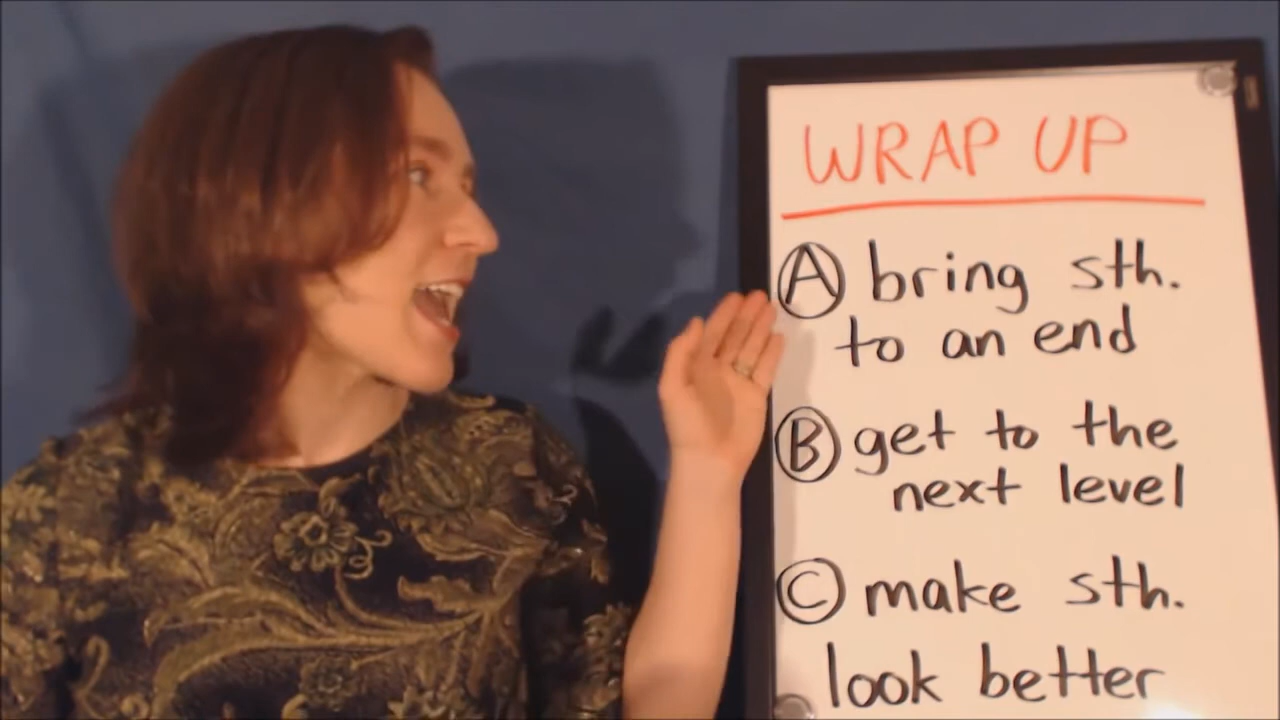 WRAP UP
A bring sth.
to an end
B get to the
next level
C make sth.
look better